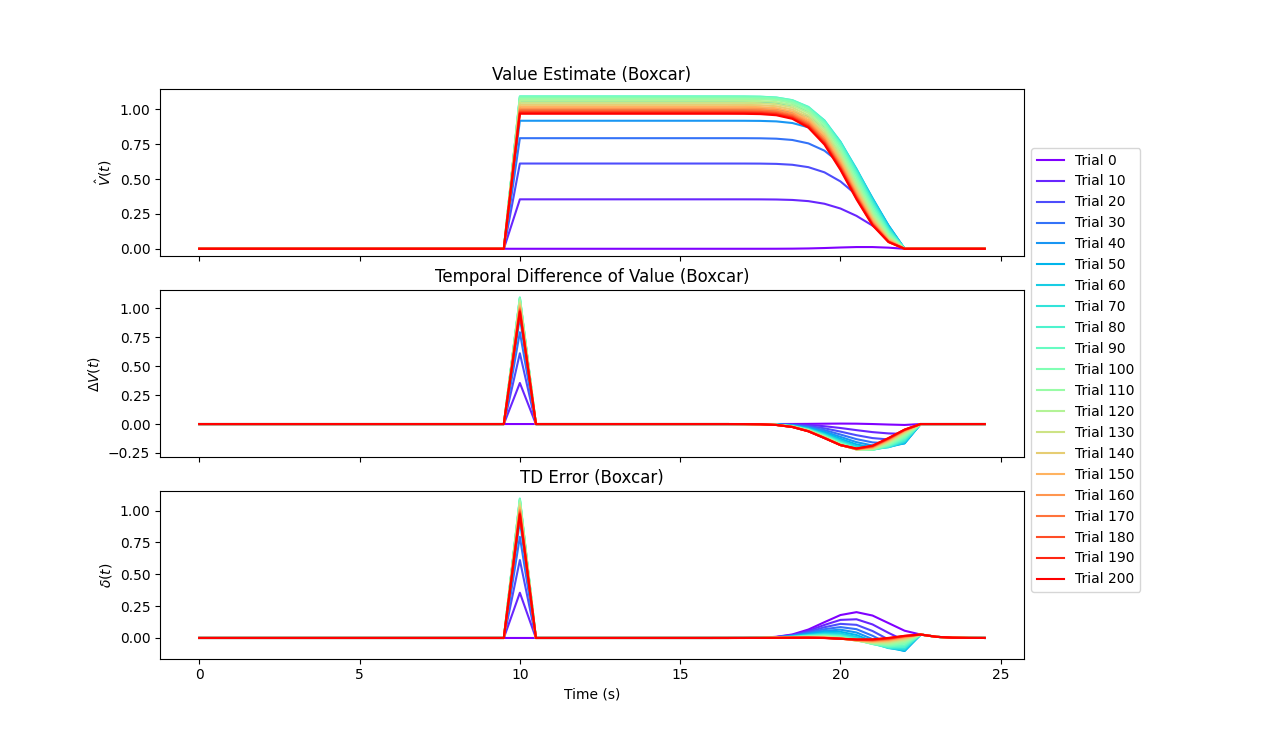 Value Estimate (Boxcar)
1.00
0.75
0.50
0.25
0.00
V̂(t)
Temporal Difference of Value (Boxcar)
1.00
0.75
0.50
0.25
0.00
−0.25
ΔV(t)
TD Error (Boxcar)
1.00
0.75
0.50
0.25
0.00
δ(t)
0 5 10 15 20 25
Time (s)
Trial 0
Trial 10
Trial 20
Trial 30
Trial 40
Trial 50
Trial 60
Trial 70
Trial 80
Trial 90
Trial 100
Trial 110
Trial 120
Trial 130
Trial 140
Trial 150
Trial 160
Trial 170
Trial 180
Trial 190
Trial 200